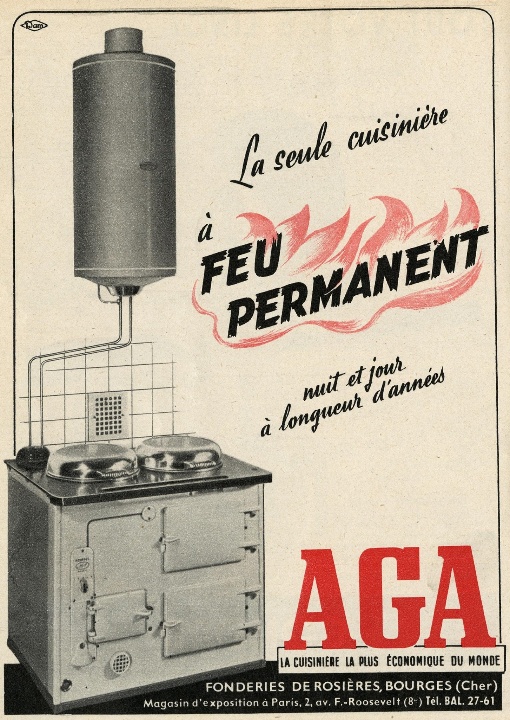 La seule cuisinière
à
FEU
PERMANENT
nuit et jour
à longueur d'années
AGA
LA CUISINIÈRE LA PLUS ÉCONOMIQUE DU MONDE
FONDERIES DE ROSIÈRES, BOURGES (Cher)
Magasin d'exposition à Paris, 2, av. F.-Roosevelt (8e) Tél. BAL. 27-61